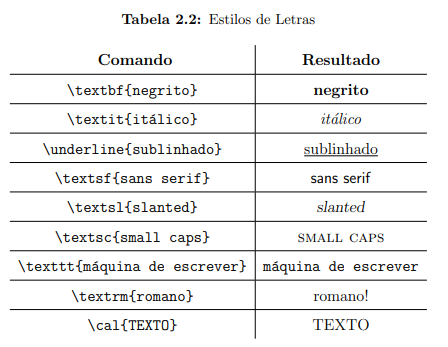 Tabela 2.2: Estilos de Letras
Comando Resultado
\textbf{negrito} negrito
\textit{itálico} itálico
\underline{sublinhado} sublinhado
\textsf{sans serif} sans serif
\textsl{slanted} slanted
\textsc{small caps} SMALL CAPS
\texttt{máquina de escrever} máquina de escrever
\textrm{romano} romano!
\cal{TEXTO} TEXTO